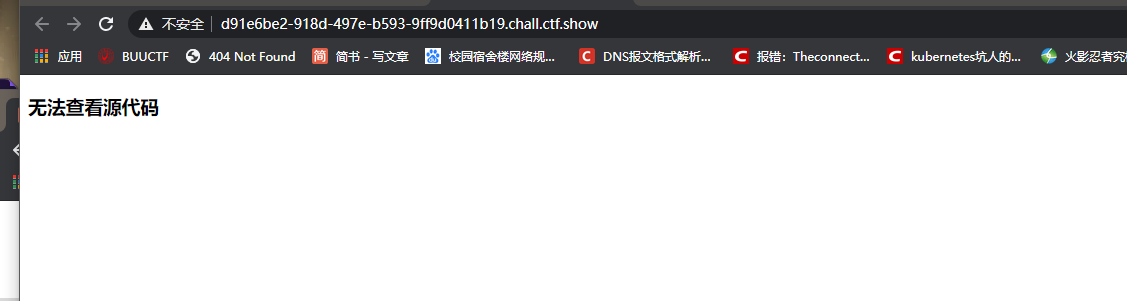 不安全 d91e6be2-918d-497e-b593-9ff9d0411b19.chall.ctf.show
应用 BUUCTF 404 Not Found 简 简书 - 写文章 校园宿舍楼网络规... C DNS报文格式解析... C 报错：Theconnect... C kubernetes坑人的... 火影忍者究极
无法查看源代码